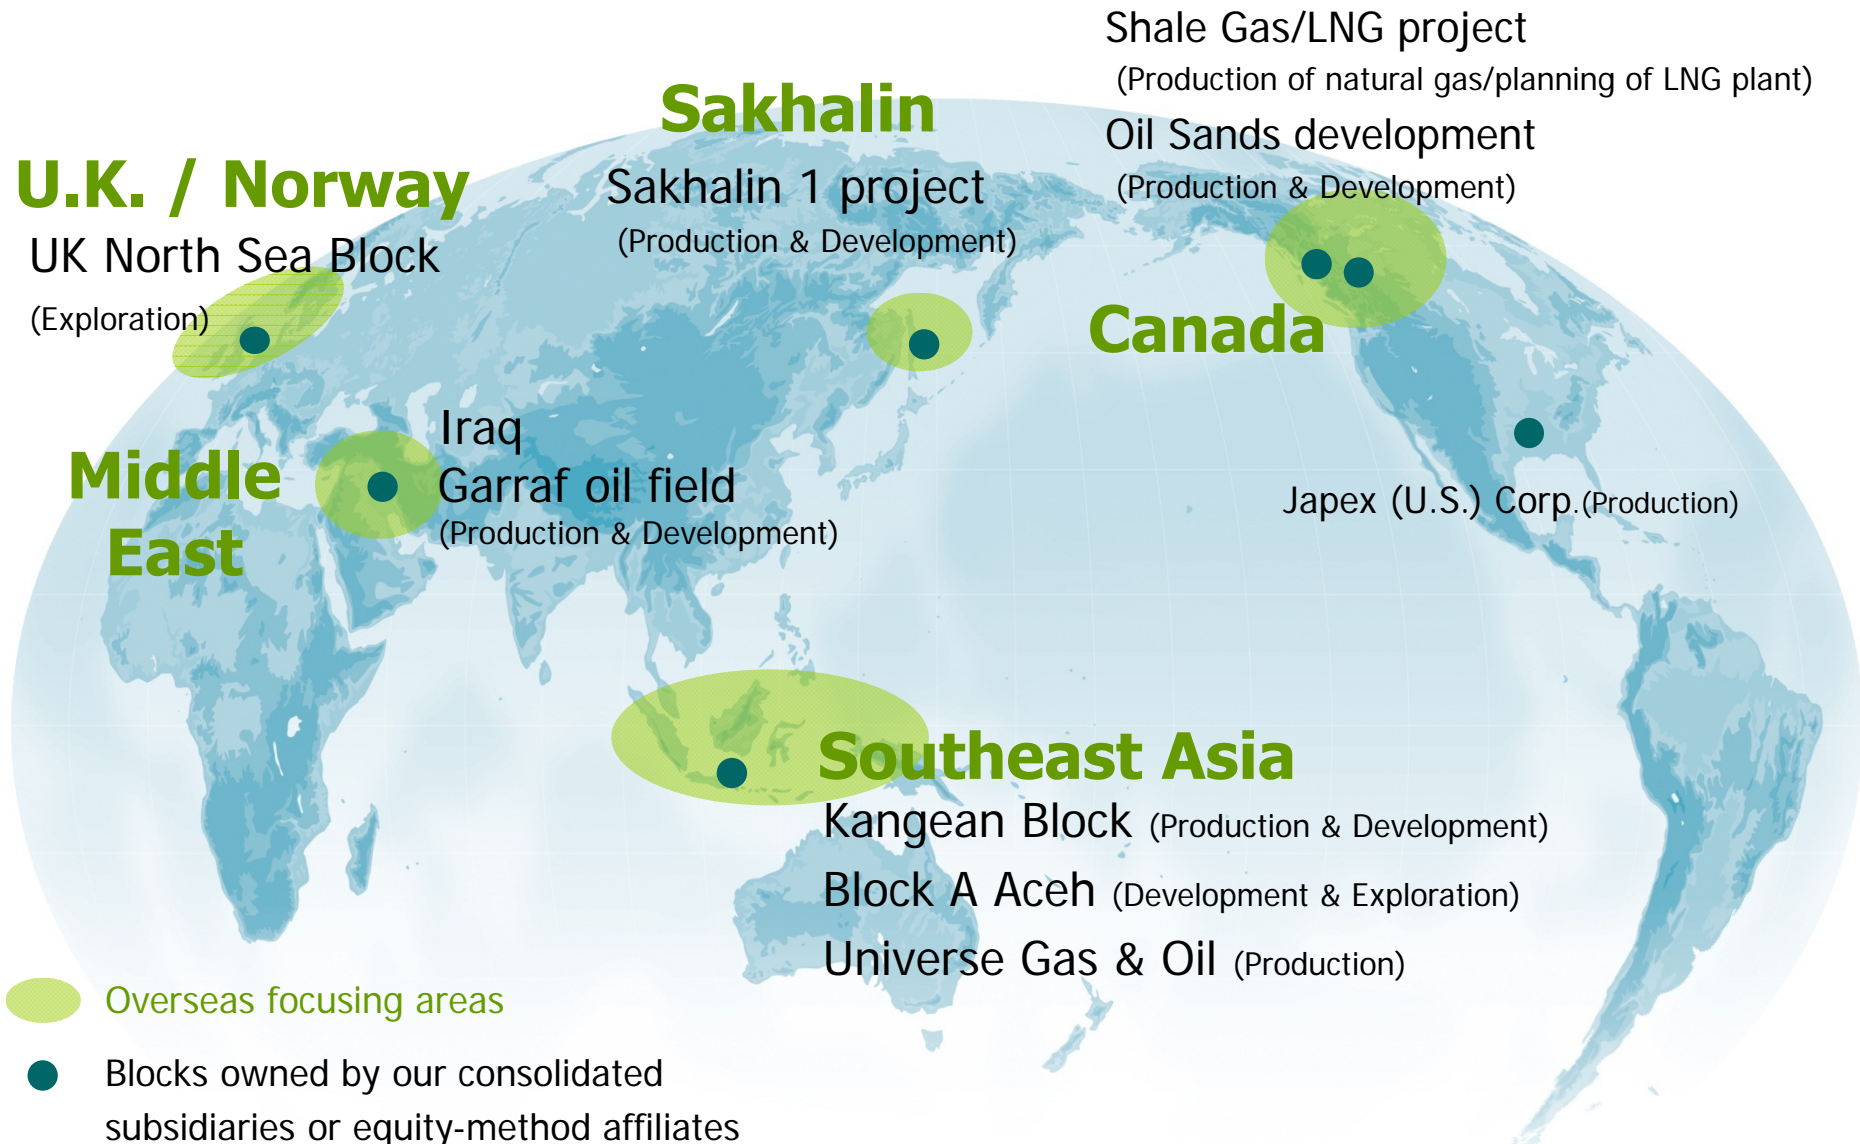 Shale Gas/LNG project
(Production of natural gas/planning of LNG plant)
Oil Sands development
(Production & Development)
Canada
Sakhalin
Sakhalin 1 project
(Production & Development)
U.K. / Norway
UK North Sea Block
(Exploration)
Middle
East
Iraq
Garraf oil field
(Production & Development)
Japex (U.S.) Corp.(Production)
Southeast Asia
Kangean Block (Production & Development)
Block A Aceh (Development & Exploration)
Universe Gas & Oil (Production)
Overseas focusing areas
Blocks owned by our consolidated
subsidiaries or equity-method affiliates